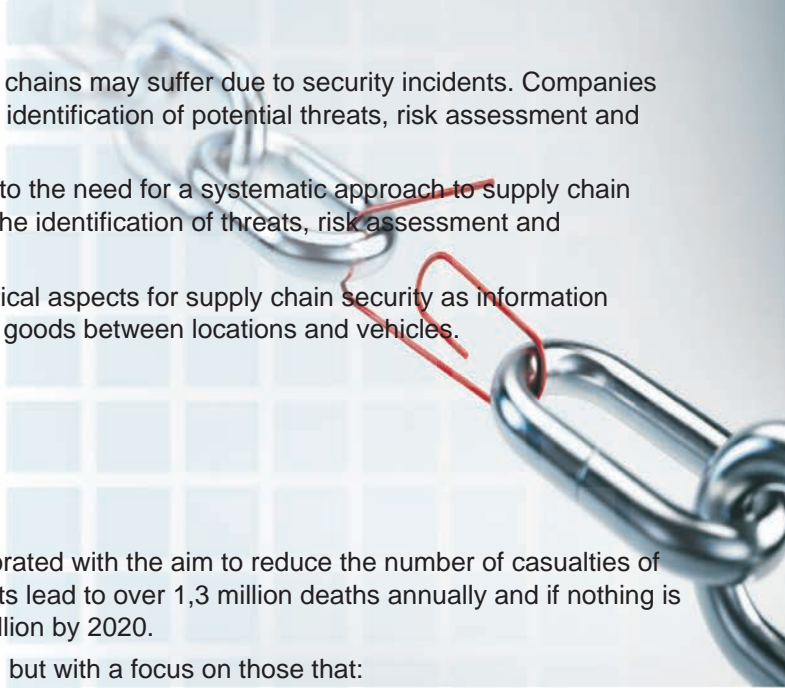 chains may suffer due to security incidents. Companies
identification of potential threats, risk assessment and
to the need for a systematic approach to supply chain
he identification of threats, risk assessment and
ical aspects for supply chain security as information
goods between locations and vehicles.
orated with the aim to reduce the number of casualties of
ts lead to over 1,3 million deaths annually and if nothing is
llion by 2020.
but with a focus on those that: